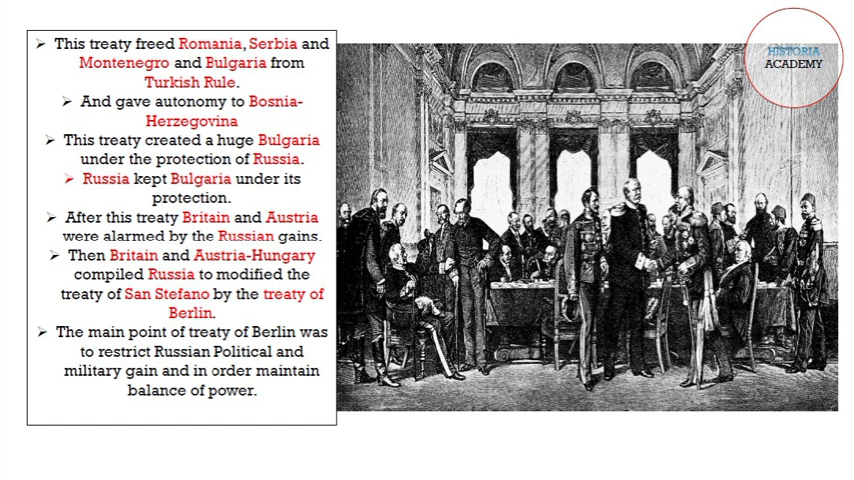 ➢ This treaty freed Romania, Serbia and
Montenegro and Bulgaria from
Turkish Rule.
➢ And gave autonomy to Bosnia-
Herzegovina
➢ This treaty created a huge Bulgaria
under the protection of Russia.
➢ Russia kept Bulgaria under its
protection.
➢ After this treaty Britain and Austria
were alarmed by the Russian gains.
➢ Then Britain and Austria-Hungary
compiled Russia to modified the
treaty of San Stefano by the treaty of
Berlin.
➢ The main point of treaty of Berlin was
to restrict Russian Political and
military gain and in order maintain
balance of power.
HISTORIA
ACADEMY